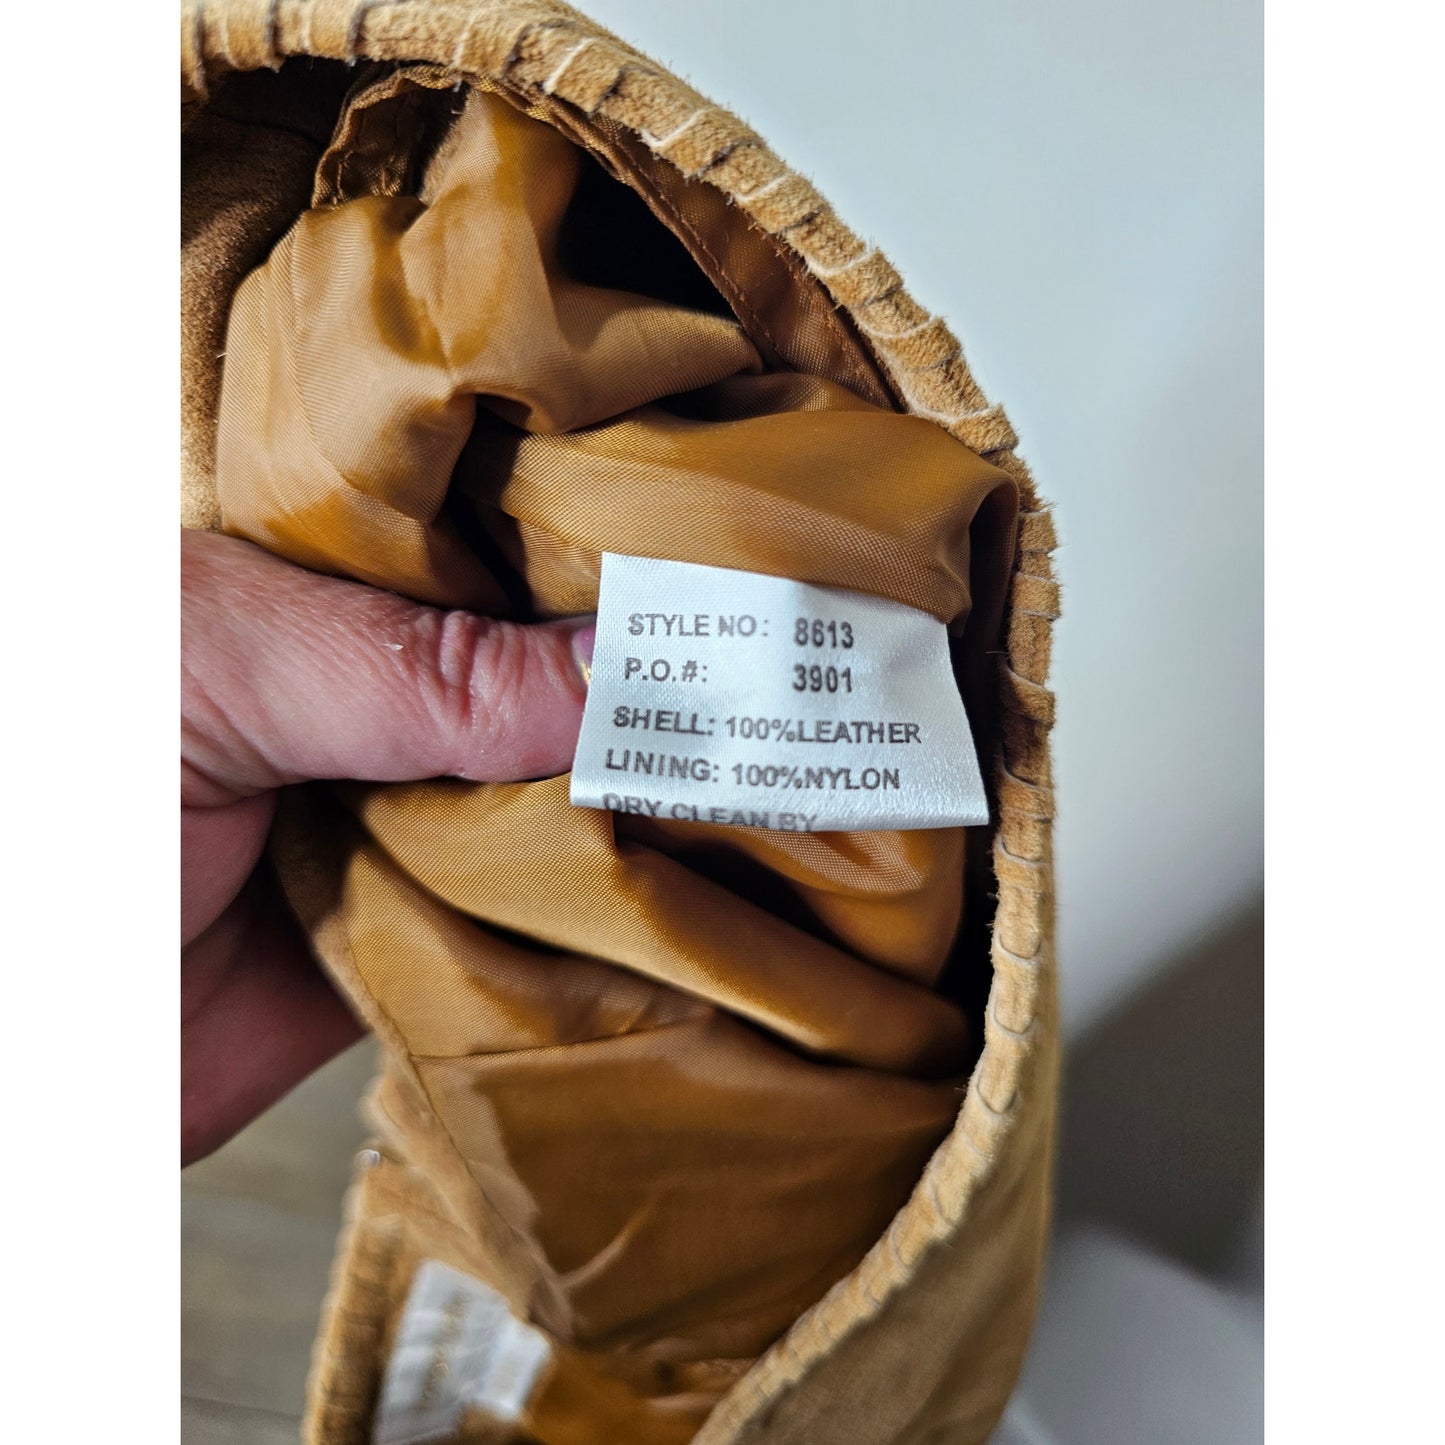 STYLE NO: 8613
P.O.#: 3901
SHELL: 100%LEATHER
LINING: 100%NYLON
DRY CLEAN BY